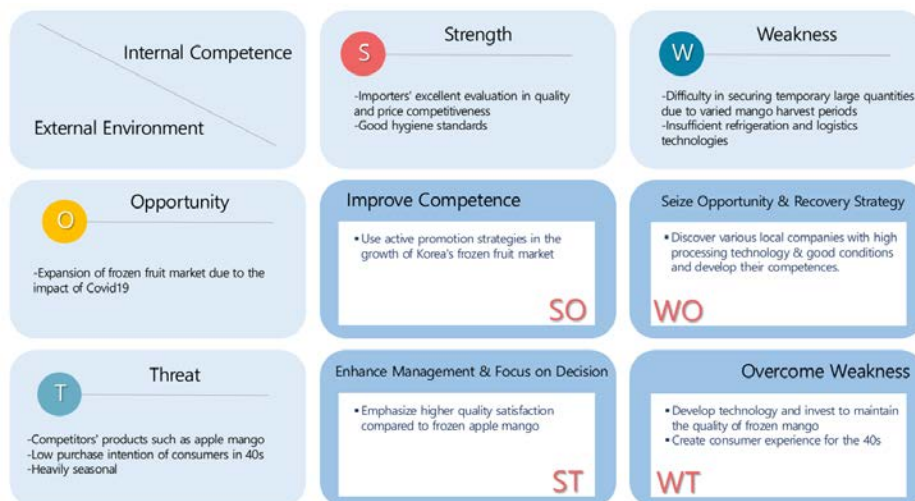 Internal Competence
External Environment
S
Strength
-Importers' excellent evaluation in quality
and price competitiveness
-Good hygiene standards
W
Weakness
-Difficulty in securing temporary large quantities
due to varied mango harvest periods
-Insufficient refrigeration and logistics
technologies
O
Opportunity
-Expansion of frozen fruit market due to the
impact of Covid19
Improve Competence
▪ Use active promotion strategies in the
growth of Korea's frozen fruit market
SO
Seize Opportunity & Recovery Strategy
▪ Discover various local companies with high
processing technology & good conditions
and develop their competences.
WO
T
Threat
-Competitors' products such as apple mango
-Low purchase intention of consumers in 40s
-Heavily seasonal
Enhance Management & Focus on Decision
▪ Emphasize higher quality satisfaction
compared to frozen apple mango
ST
Overcome Weakness
▪ Develop technology and invest to maintain
the quality of frozen mango
▪ Create consumer experience for the 40s
WT